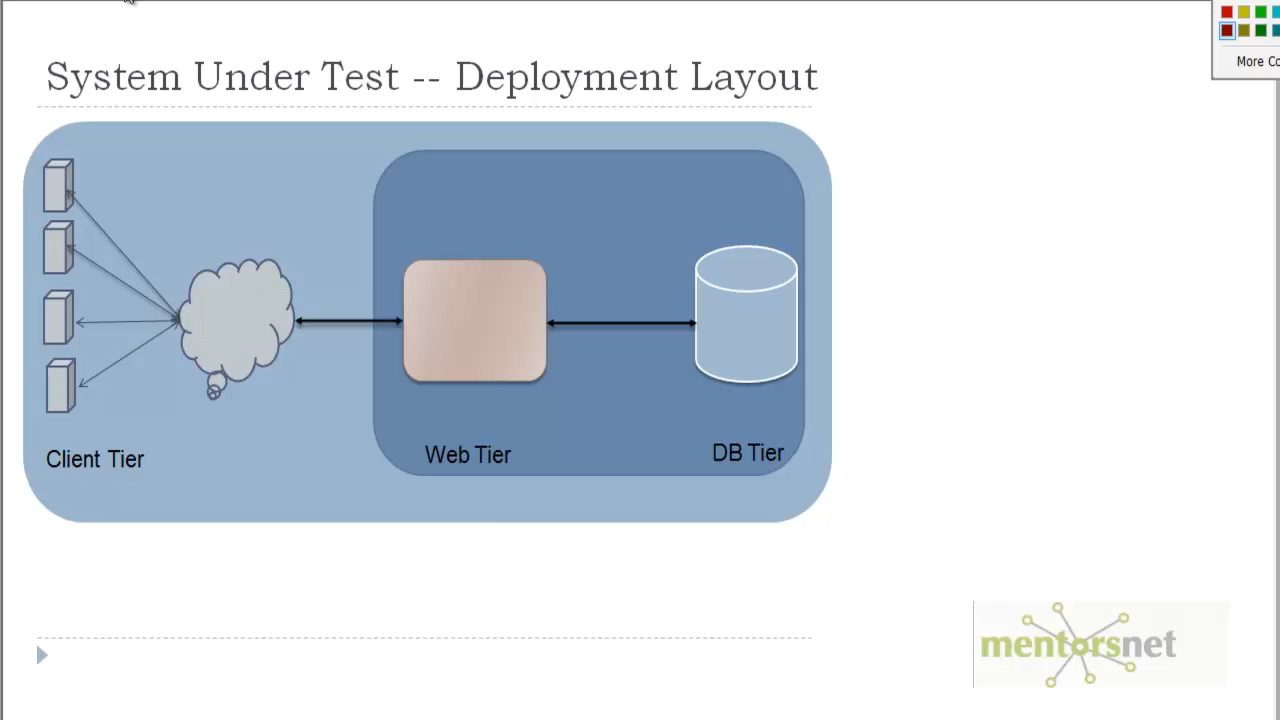 System Under Test -- Deployment Layout
More Co
Client Tier
Web Tier
DB Tier
mentorsnet